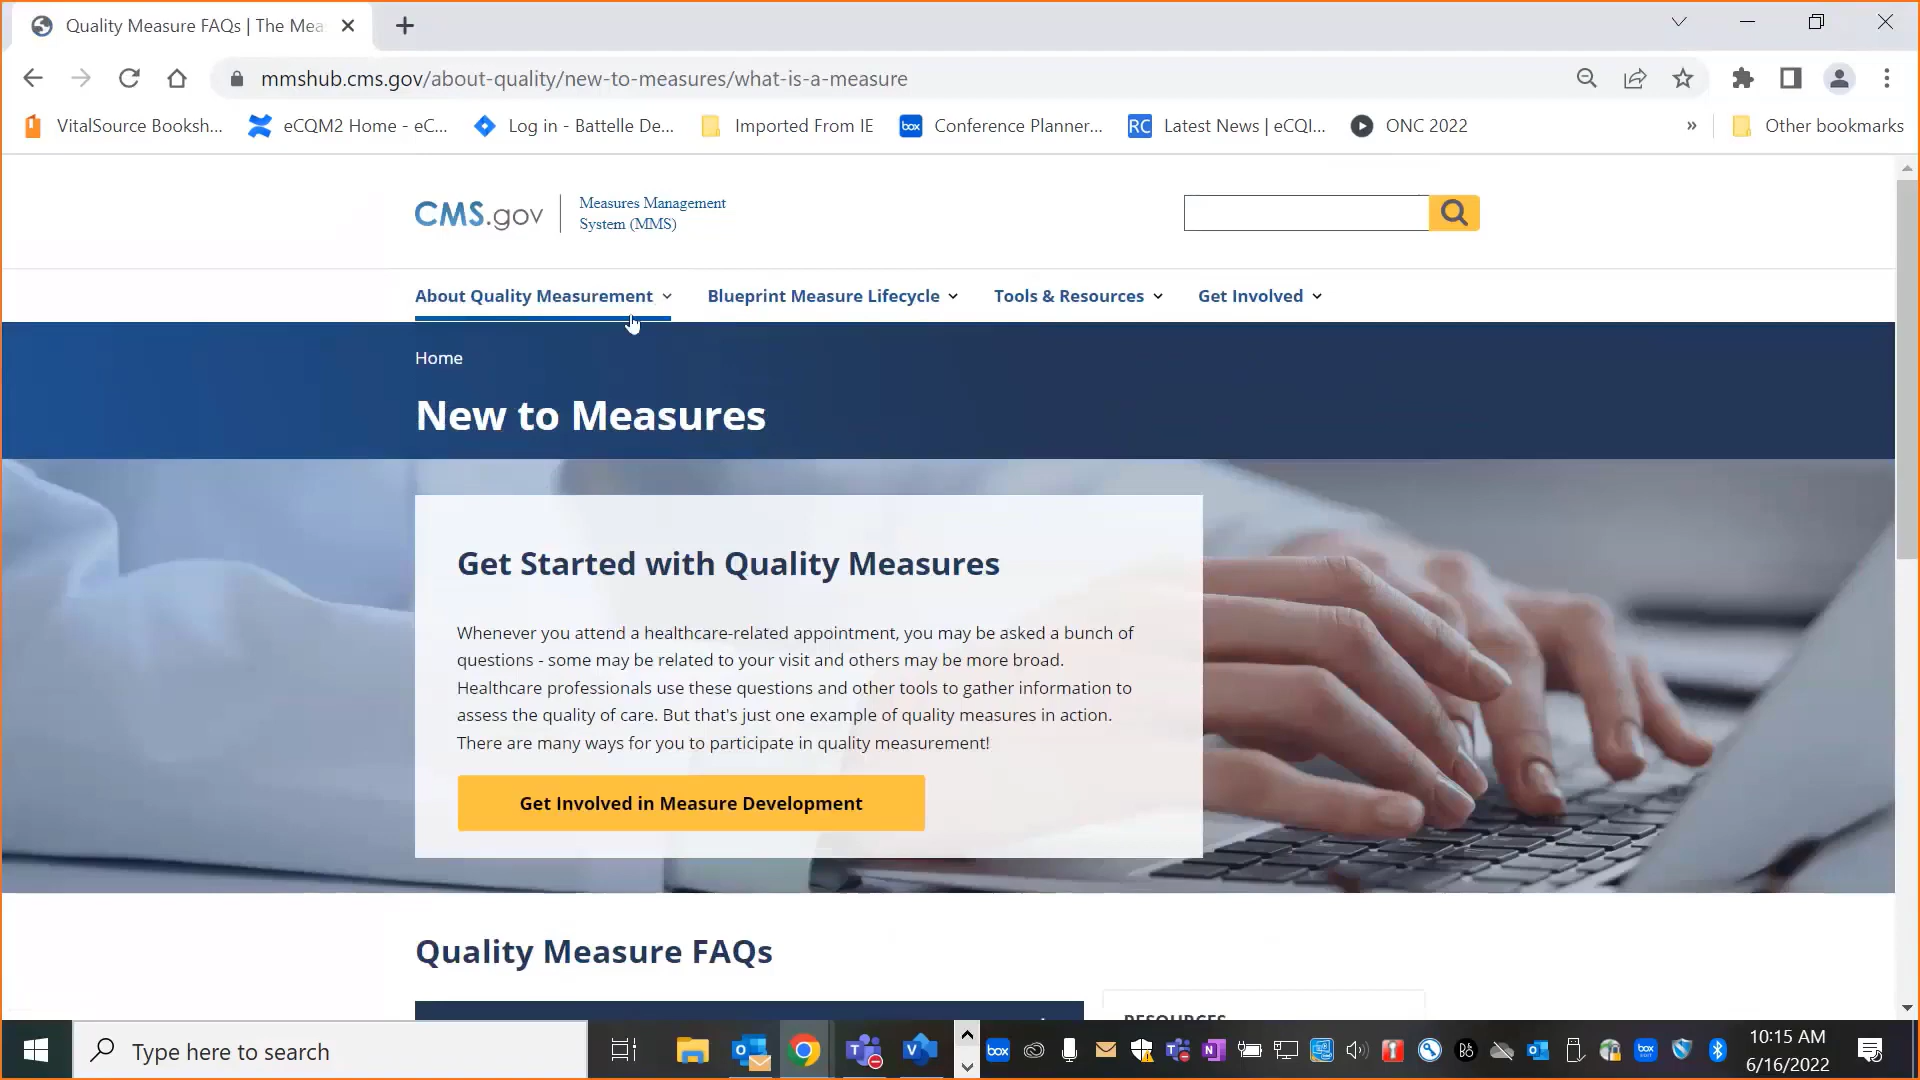 Quality Measure FAQs | The Mea
mmshub.cms.gov/about-quality/new-to-measures/what-is-a-measure
VitalSource Booksh...
eCQM2 Home - eC...
Log in - Battelle De...
Imported From IE
box
Conference Planner...
RC
Latest News | eCQI...
ONC 2022
»
Other bookmarks
CMS.gov
Measures Management
System (MMS)
About Quality Measurement
Blueprint Measure Lifecycle
Tools & Resources
Get Involved
Home
New to Measures
Get Started with Quality Measures
Whenever you attend a healthcare-related appointment, you may be asked a bunch of
questions - some may be related to your visit and others may be more broad.
Healthcare professionals use these questions and other tools to gather information to
assess the quality of care. But that's just one example of quality measures in action.
There are many ways for you to participate in quality measurement!
Get Involved in Measure Development
Quality Measure FAQs
RESOURCES
Type here to search
box
10:15 AM
6/16/2022